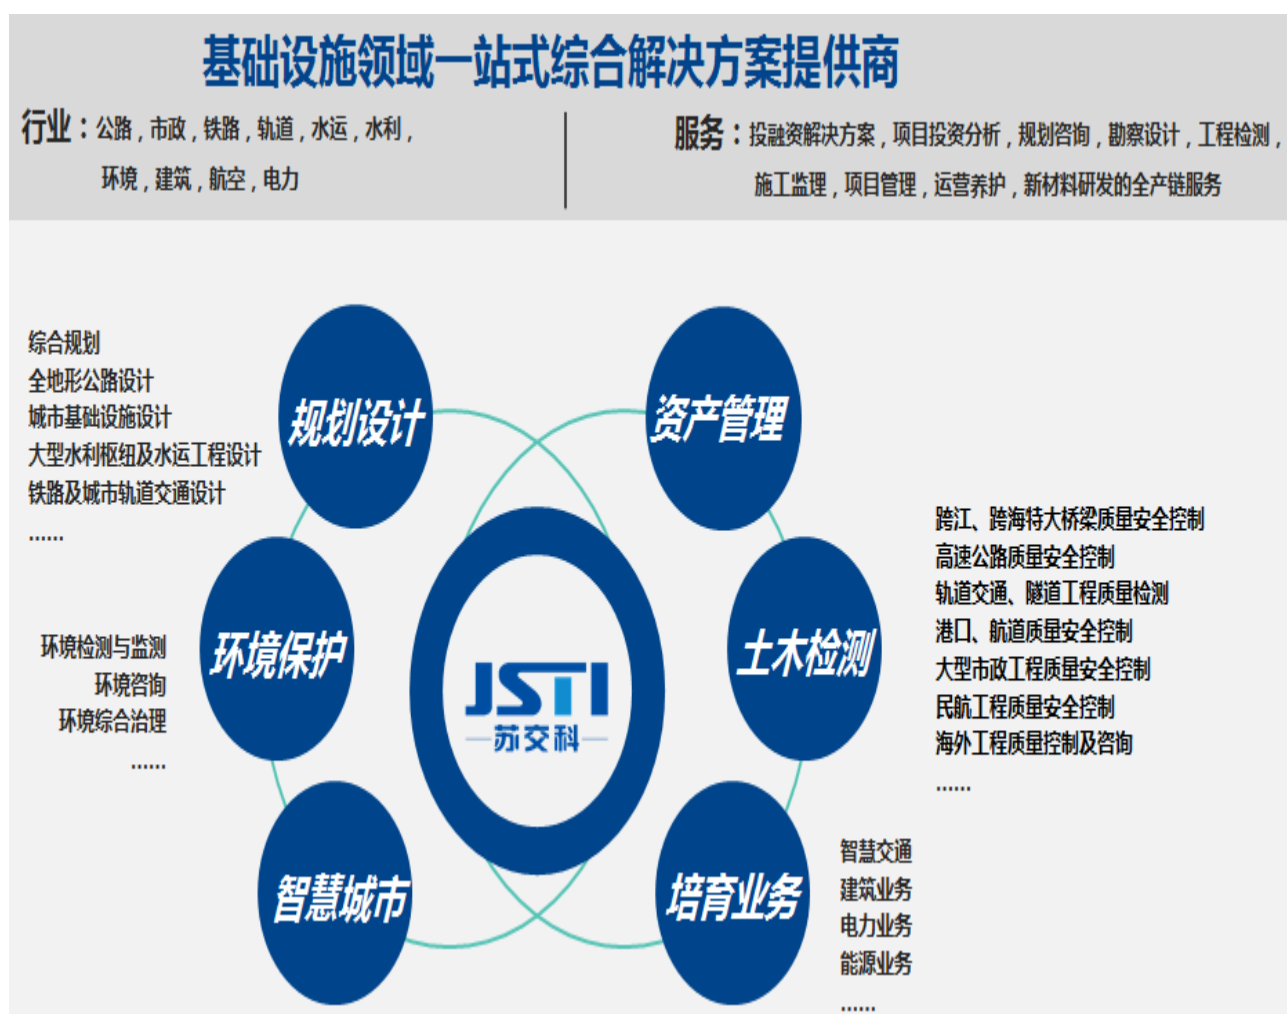 基础设施领域一站式综合解决方案提供商
行业：公路，市政，铁路，轨道，水运，水利，
环境，建筑，航空，电力
服务：投融资解决方案，项目投资分析，规划咨询，勘察设计，工程检测，
施工监理，项目管理，运营养护，新材料研发的全产链服务
综合规划
全地形公路设计
城市基础设施设计
大型水利枢纽及水运工程设计
铁路及城市轨道交通设计
......
规划设计
资产管理
跨江、跨海特大桥梁质量安全控制
高速公路质量安全控制
轨道交通、隧道工程质量检测
港口、航道质量安全控制
大型市政工程质量安全控制
民航工程质量安全控制
海外工程质量控制及咨询
......
环境检测与监测
环境咨询
环境综合治理
......
环境保护
土木检测
JSTI
苏交科
智慧城市
培育业务
智慧交通
建筑业务
电力业务
能源业务
......